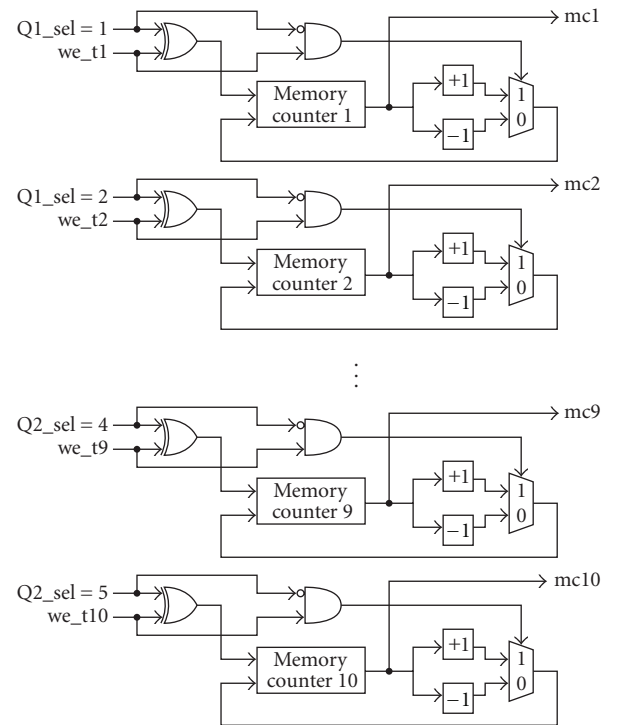 Q1_sel = 1
we_t1
mc1
Memory
counter 1
+1
−1
1
0
Q1_sel = 2
we_t2
mc2
Memory
counter 2
+1
−1
1
0
⋮
Q2_sel = 4
we_t9
mc9
Memory
counter 9
+1
−1
1
0
Q2_sel = 5
we_t10
mc10
Memory
counter 10
+1
−1
1
0